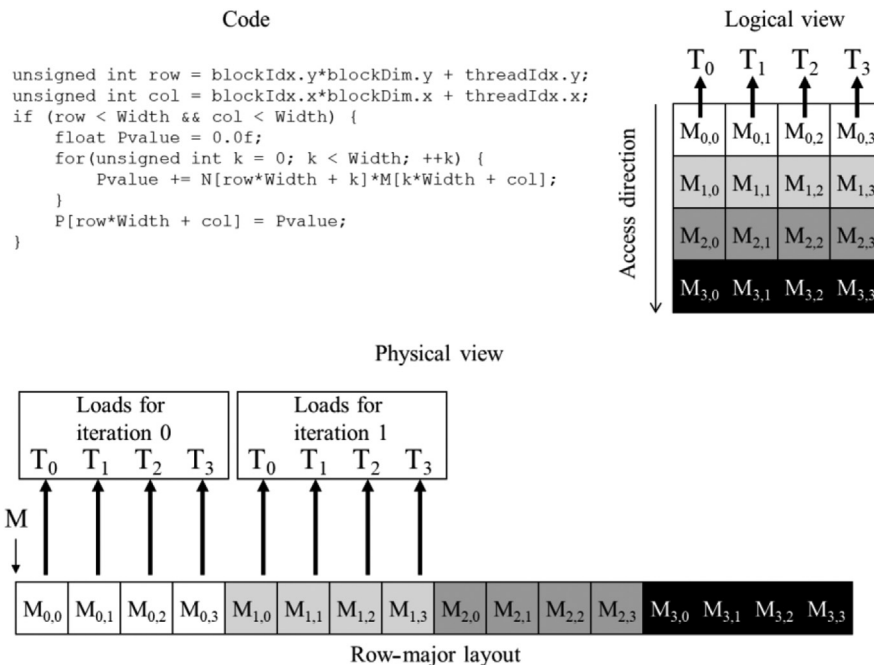 Code
unsigned int row = blockIdx.y*blockDim.y + threadIdx.y;
unsigned int col = blockIdx.x*blockDim.x + threadIdx.x;
if (row < Width && col < Width) {
    float Pvalue = 0.0f;
    for(unsigned int k = 0; k < Width; ++k) {
        Pvalue += N[row*Width + k]*M[k*Width + col];
    }
    P[row*Width + col] = Pvalue;
}
Logical view
T0 T1 T2 T3
Access direction
M0,0 M0,1 M0,2 M0,3
M1,0 M1,1 M1,2 M1,3
M2,0 M2,1 M2,2 M2,3
M3,0 M3,1 M3,2 M3,3
Physical view
Loads for
iteration 0
T0 T1 T2 T3
Loads for
iteration 1
T0 T1 T2 T3
M
M0,0 M0,1 M0,2 M0,3 M1,0 M1,1 M1,2 M1,3 M2,0 M2,1 M2,2 M2,3 M3,0 M3,1 M3,2 M3,3
Row-major layout